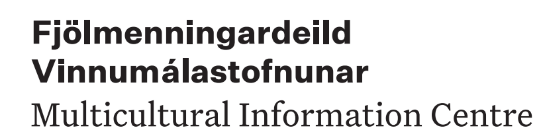 Fjölmenningardeild
Vinnumálastofnunar
Multicultural Information Centre